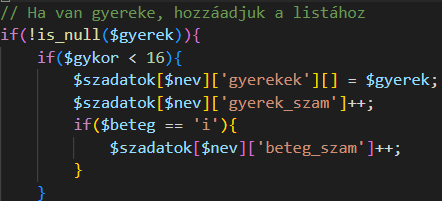 // Ha van gyereke, hozzáadjuk a listához
if(!is_null($gyerek)){
if($gykor < 16){
$szadatok[$nev]['gyerekek'][] = $gyerek;
$szadatok[$nev]['gyerek_szam']++;
if($beteg == 'i'){
$szadatok[$nev]['beteg_szam']++;
}
}